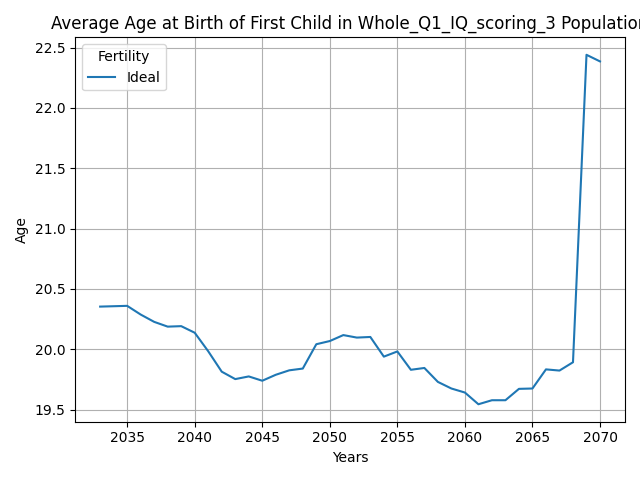 Average Age at Birth of First Child in Whole_Q1_IQ_scoring_3 Population
Fertility
Ideal
22.5
22.0
21.5
21.0
20.5
20.0
19.5
Age
2035 2040 2045 2050 2055 2060 2065 2070
Years